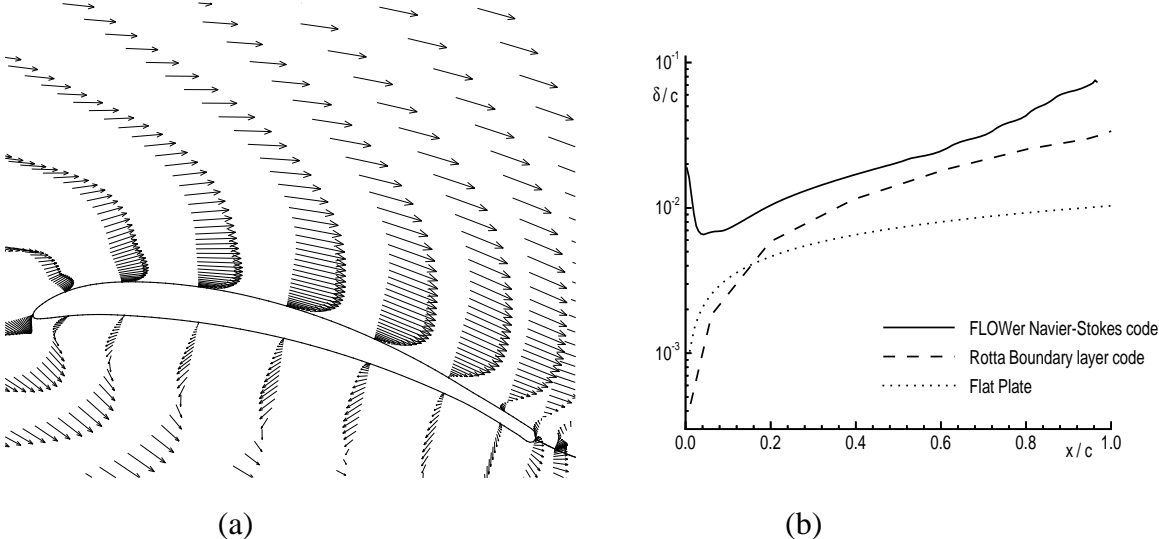 10^-1
δ/c
10^-2
10^-3
FLOWer Navier-Stokes code
Rotta Boundary layer code
Flat Plate
0.0 0.2 0.4 0.6 0.8 1.0
x/c
(a) (b)